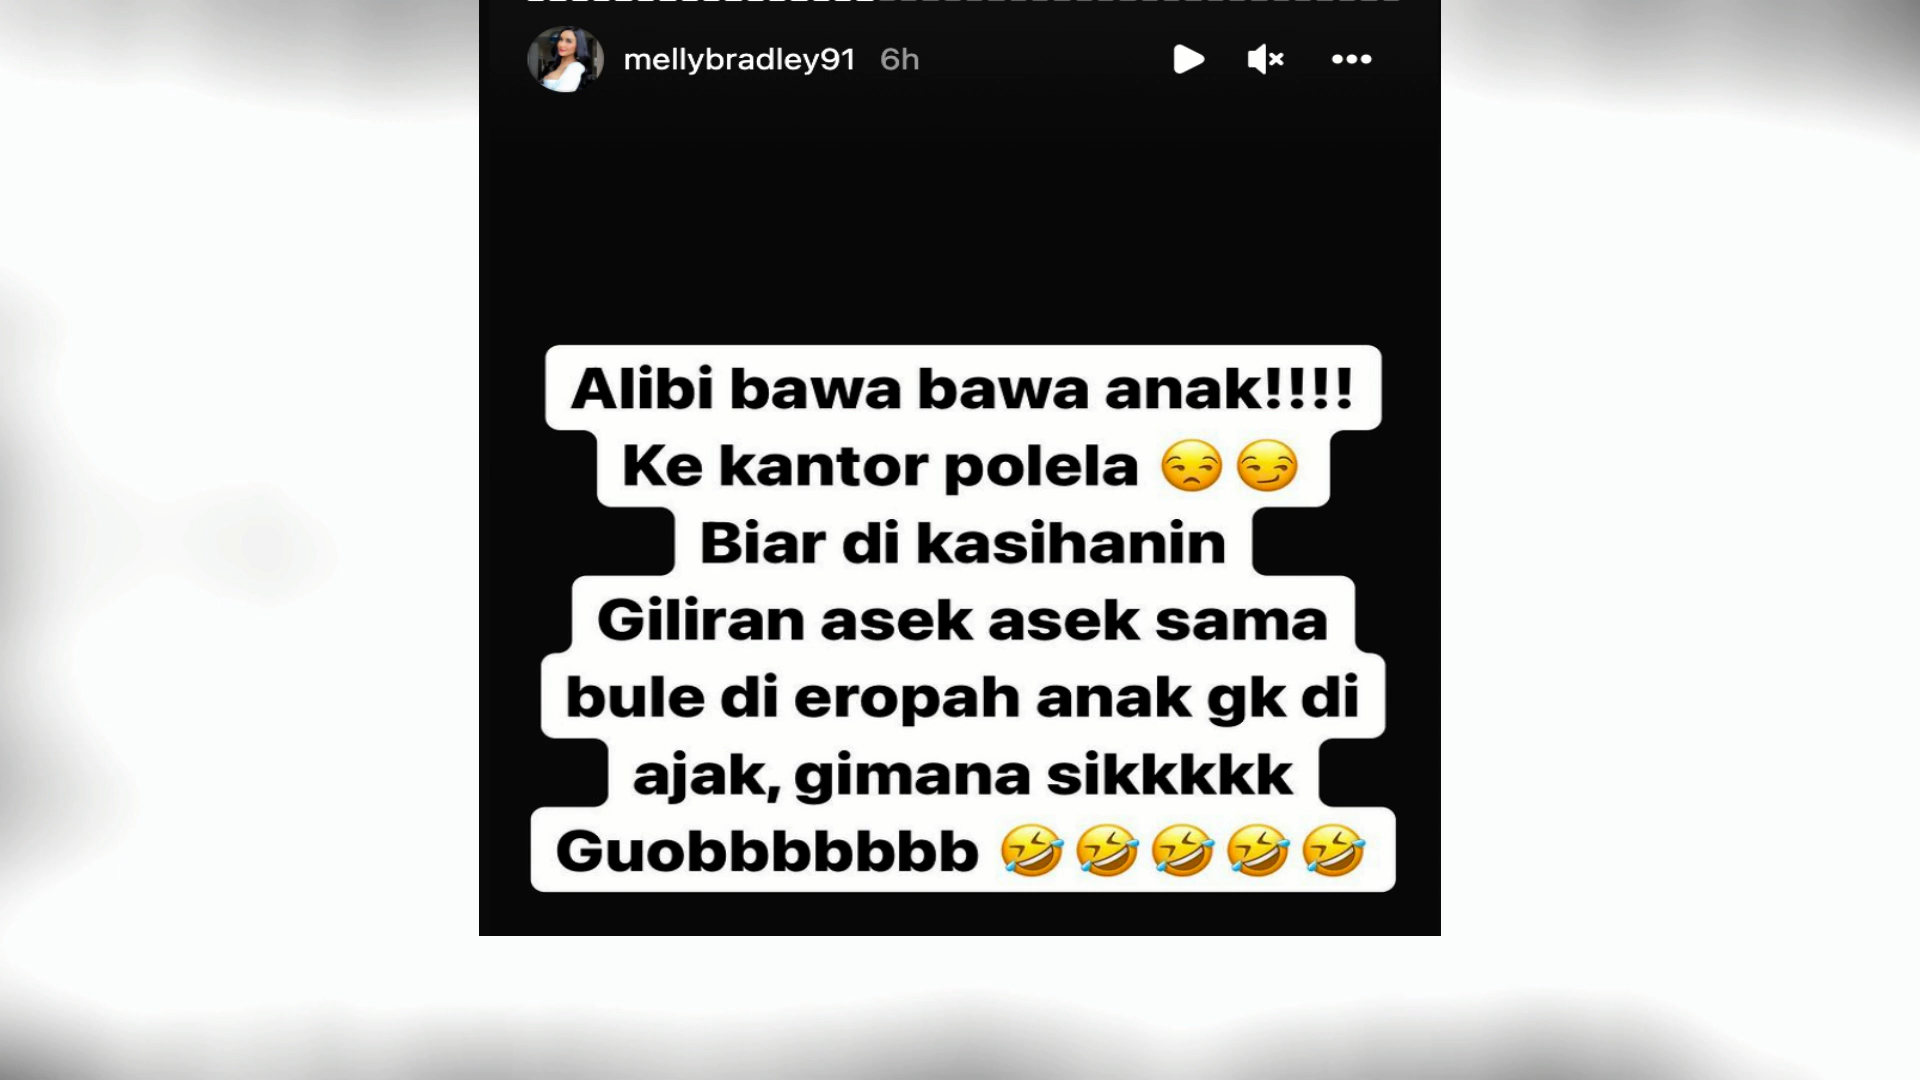 mellybradley91 6h
Alibi bawa bawa anak!!!!
Ke kantor polela 😒😏
Biar di kasihanin
Giliran asek asek sama
bule di eropah anak gk di
ajak, gimana sikkkkk
Guobbbbbbb 🤣🤣🤣🤣🤣